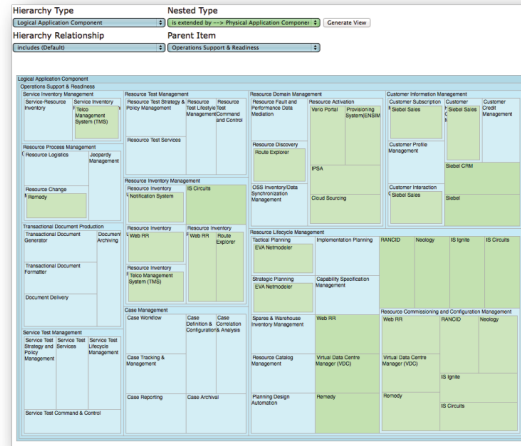 Hierarchy Type
Nested Type
Logical Application Component
is extended by ---> Physical Application Componen
Generate View
Hierarchy Relationship
Parent Item
includes (Default)
Operations Support & Readiness
Logical Application Component
Operations Support & Readiness
Service Inventory Management
Service-Resource Inventory
Service Inventory
Telco Management System (TMS)
Resource Process Management
Resource Logistics
Jeopardy Management
Resource Change
Remedy
Transactional Document Production
Transactional Document Generator
Document Archiving
Transactional Document Formatter
Document Delivery
Service Test Management
Service Test Strategy and Policy Management
Service Test Services
Service Test Lifecycle Management
Service Test Command & Control
Resource Test Management
Resource Test Strategy & Policy Management
Resource Test Lifestyle Management
Resource Test Command and Control
Resource Test Services
Resource Inventory Management
Resource Inventory
Notification System
IS Circuits
Resource Inventory
Web RR
Resource Inventory
Web RR
Route Explorer
Resource Inventory
Telco Management System (TMS)
Case Management
Case Workflow
Case Definition & Configuration
Case Correlation & Analysis
Case Tracking & Management
Case Reporting
Case Archival
Resource Domain Management
Resource Fault and Performance Data Mediation
Resource Activation
Verio Portal
Provisioning System(ENSIM
Resource Discovery
Route Explorer
IPSA
OSS Inventory/Data Synchronization Management
Cloud Sourcing
Customer Information Management
Customer Subscription
Siebel Sales
Customer
Siebel
Customer Credit Management
Customer Profile Management
Siebel CRM
Customer Interaction
Siebel Sales
Siebel
Resource Lifecycle Management
Tactical Planning
EVA Netmodeler
Implementation Planning
RANCID
Neology
IS Ignite
IS Circuits
Strategic Planning
EVA Netmodeler
Capability Specification Management
Spares & Warehouse Inventory Management
Web RR
Resource Catalog Management
Virtual Data Centre Manager (VDC)
Planning Design Automation
Remedy
Resource Commissioning and Configuration Management
Web RR
RANCID
Neology
Virtual Data Centre Manager (VDC)
IS Ignite
Remedy
IS Circuits